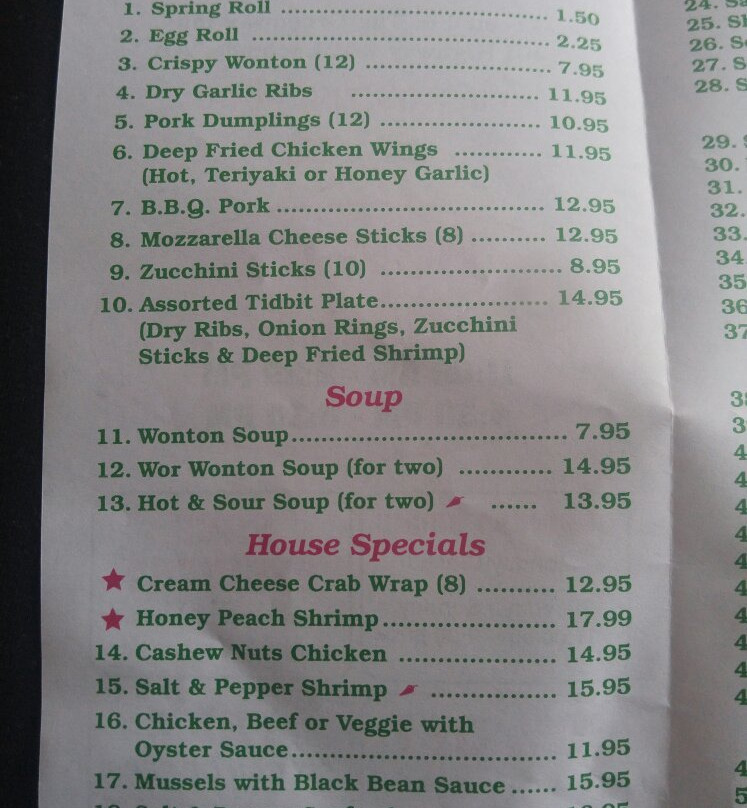 1. Spring Roll ........ 1.50
2. Egg Roll ........ 2.25
3. Crispy Wonton (12) ........ 7.95
4. Dry Garlic Ribs ........ 11.95
5. Pork Dumplings (12) ........ 10.95
6. Deep Fried Chicken Wings ........ 11.95
(Hot, Teriyaki or Honey Garlic)
7. B.B.Q. Pork ........ 12.95
8. Mozzarella Cheese Sticks (8) ........ 12.95
9. Zucchini Sticks (10) ........ 8.95
10. Assorted Tidbit Plate ........ 14.95
(Dry Ribs, Onion Rings, Zucchini
Sticks & Deep Fried Shrimp)
Soup
11. Wonton Soup ........ 7.95
12. Wor Wonton Soup (for two) ........ 14.95
13. Hot & Sour Soup (for two) ...... 13.95
House Specials
★ Cream Cheese Crab Wrap (8) ........ 12.95
★ Honey Peach Shrimp ........ 17.99
14. Cashew Nuts Chicken ........ 14.95
15. Salt & Pepper Shrimp ........ 15.95
16. Chicken, Beef or Veggie with
Oyster Sauce ........ 11.95
17. Mussels with Black Bean Sauce ...... 15.95
24.
25.
26.
27.
28.
29.
30.
31.
32.
33.
34
35
36
37